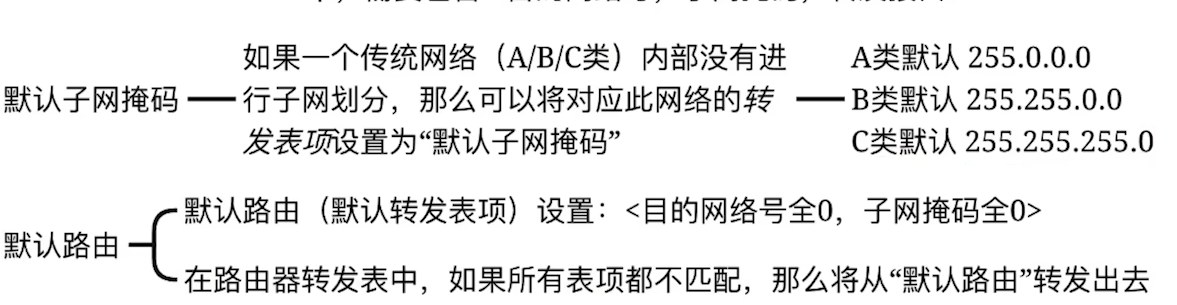 默认子网掩码
如果一个传统网络（A/B/C类）内部没有进
行子网划分，那么可以将对应此网络的转
发表项设置为“默认子网掩码”
A类默认 255.0.0.0
B类默认 255.255.0.0
C类默认 255.255.255.0
默认路由
默认路由（默认转发表项）设置：<目的网络号全0，子网掩码全0>
在路由器转发表中，如果所有表项都不匹配，那么将从“默认路由”转发出去